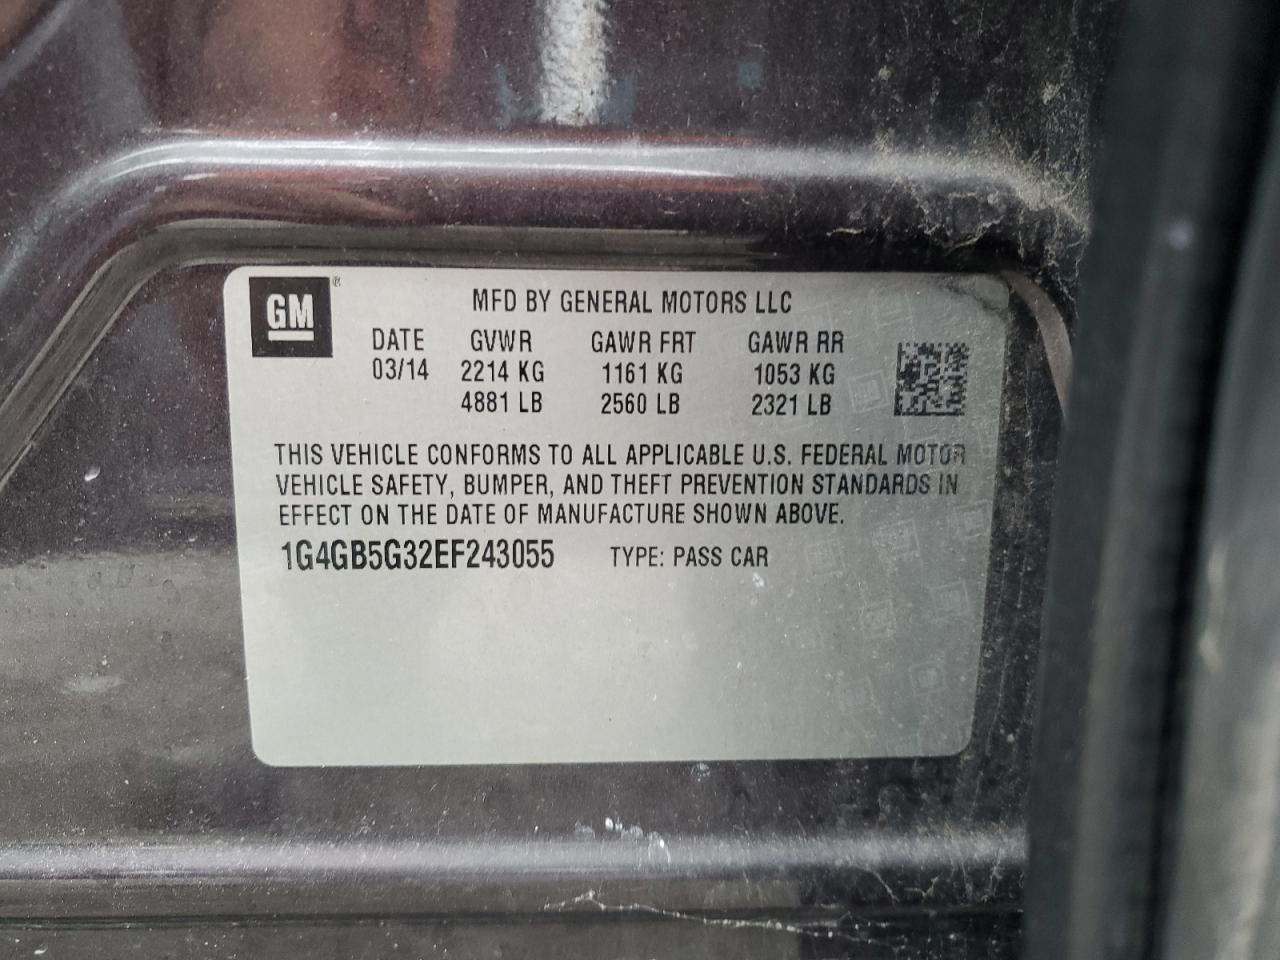 GM ®
MFD BY GENERAL MOTORS LLC
DATE GVWR GAWR FRT GAWR RR
03/14 2214 KG 1161 KG 1053 KG
4881 LB 2560 LB 2321 LB
THIS VEHICLE CONFORMS TO ALL APPLICABLE U.S. FEDERAL MOTOR
VEHICLE SAFETY, BUMPER, AND THEFT PREVENTION STANDARDS IN
EFFECT ON THE DATE OF MANUFACTURE SHOWN ABOVE.
1G4GB5G32EF243055 TYPE: PASS CAR